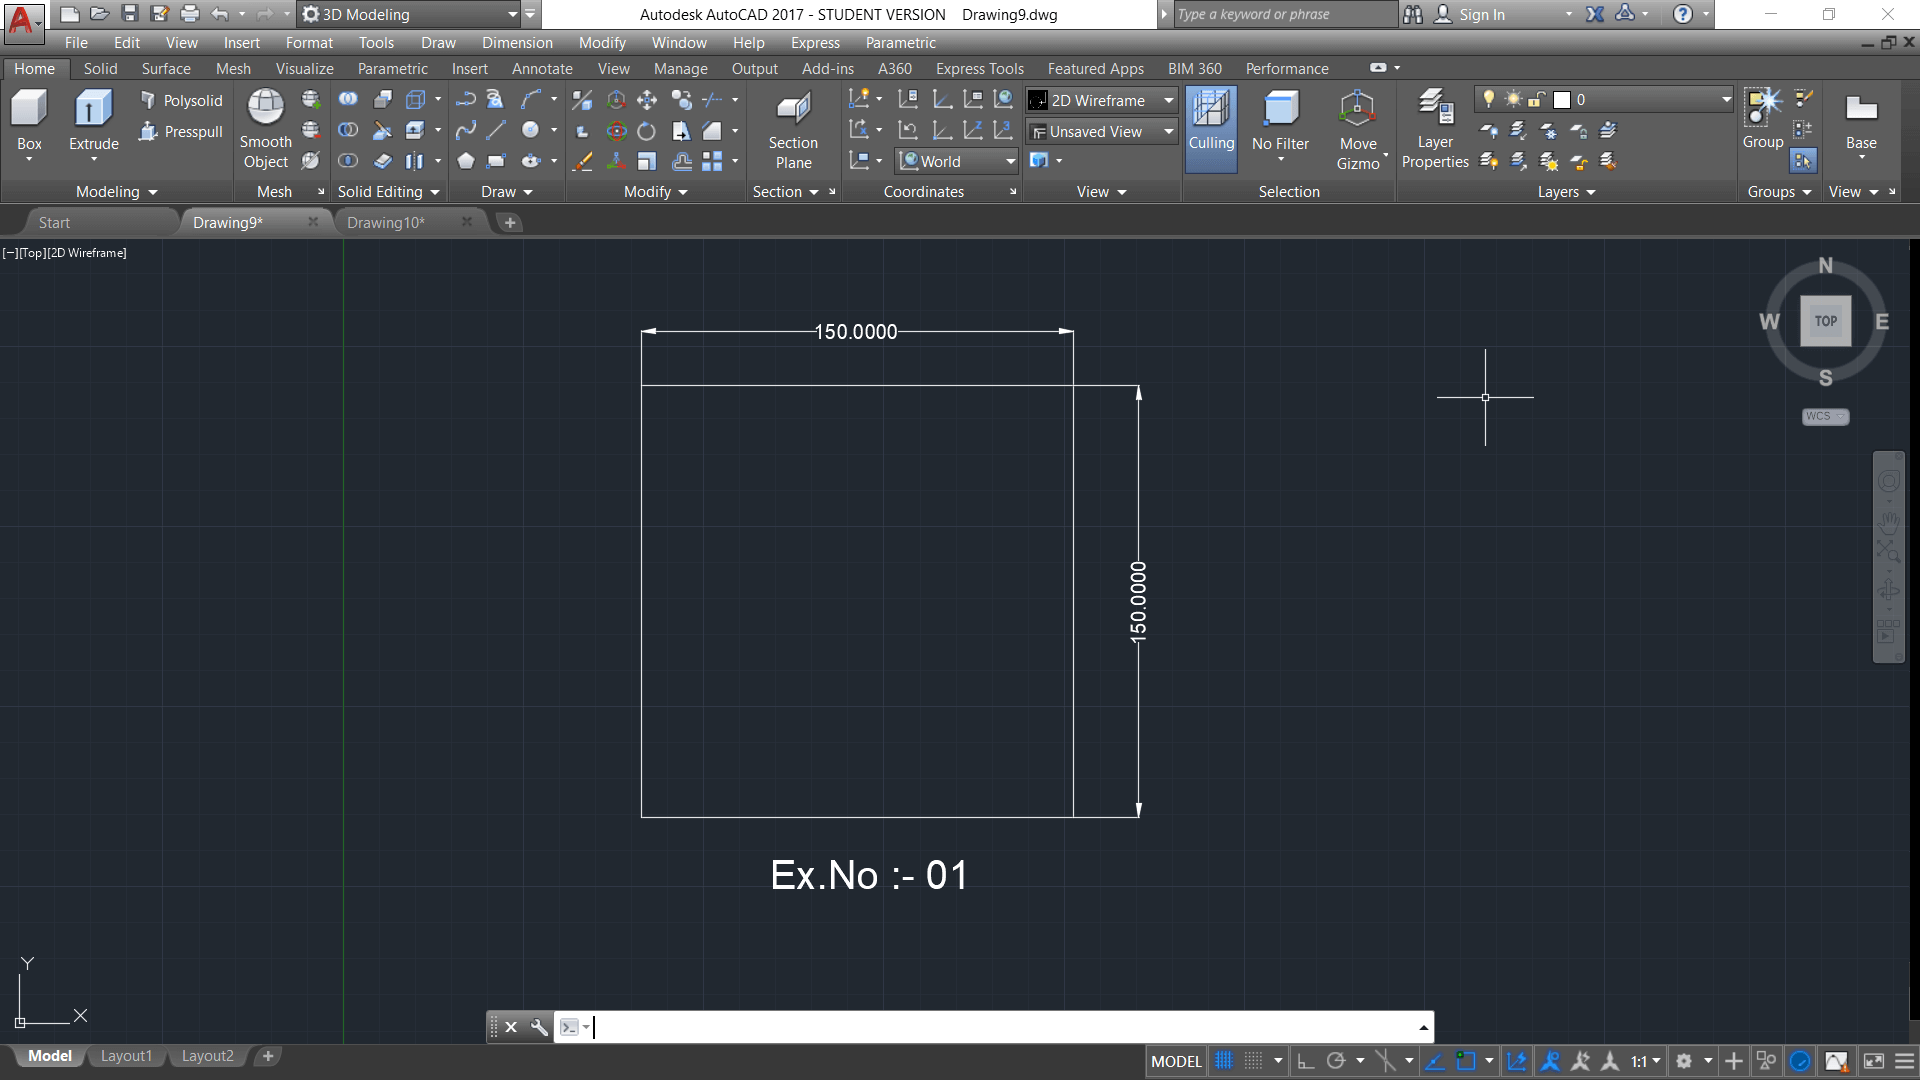 3D Modeling
Autodesk AutoCAD 2017 - STUDENT VERSION Drawing9.dwg
Type a keyword or phrase
Sign In
File Edit View Insert Format Tools Draw Dimension Modify Window Help Express Parametric
Home Solid Surface Mesh Visualize Parametric Insert Annotate View Manage Output Add-ins A360 Express Tools Featured Apps BIM 360 Performance
Box
Extrude
Polysolid
Presspull
Smooth
Object
Section
Plane
World
2D Wireframe
Unsaved View
Culling
No Filter
Move
Gizmo
Layer
Properties
0
Group
Base
Modeling Mesh Solid Editing Draw Modify Section Coordinates View Selection Layers Groups View
Start Drawing9* Drawing10*
[−][Top][2D Wireframe]
N
W TOP E
S
WCS
150.0000
150.0000
Ex.No :- 01
Y
X
Model Layout1 Layout2
MODEL 1:1